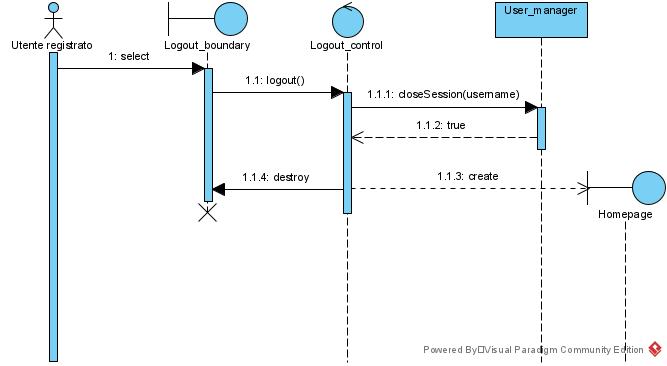 User_manager
Utente registrato
Logout_boundary
Logout_control
1: select
1.1: logout()
1.1.1: closeSession(username)
1.1.2: true
1.1.4: destroy
1.1.3: create
Homepage
Powered By Visual Paradigm Community Edition